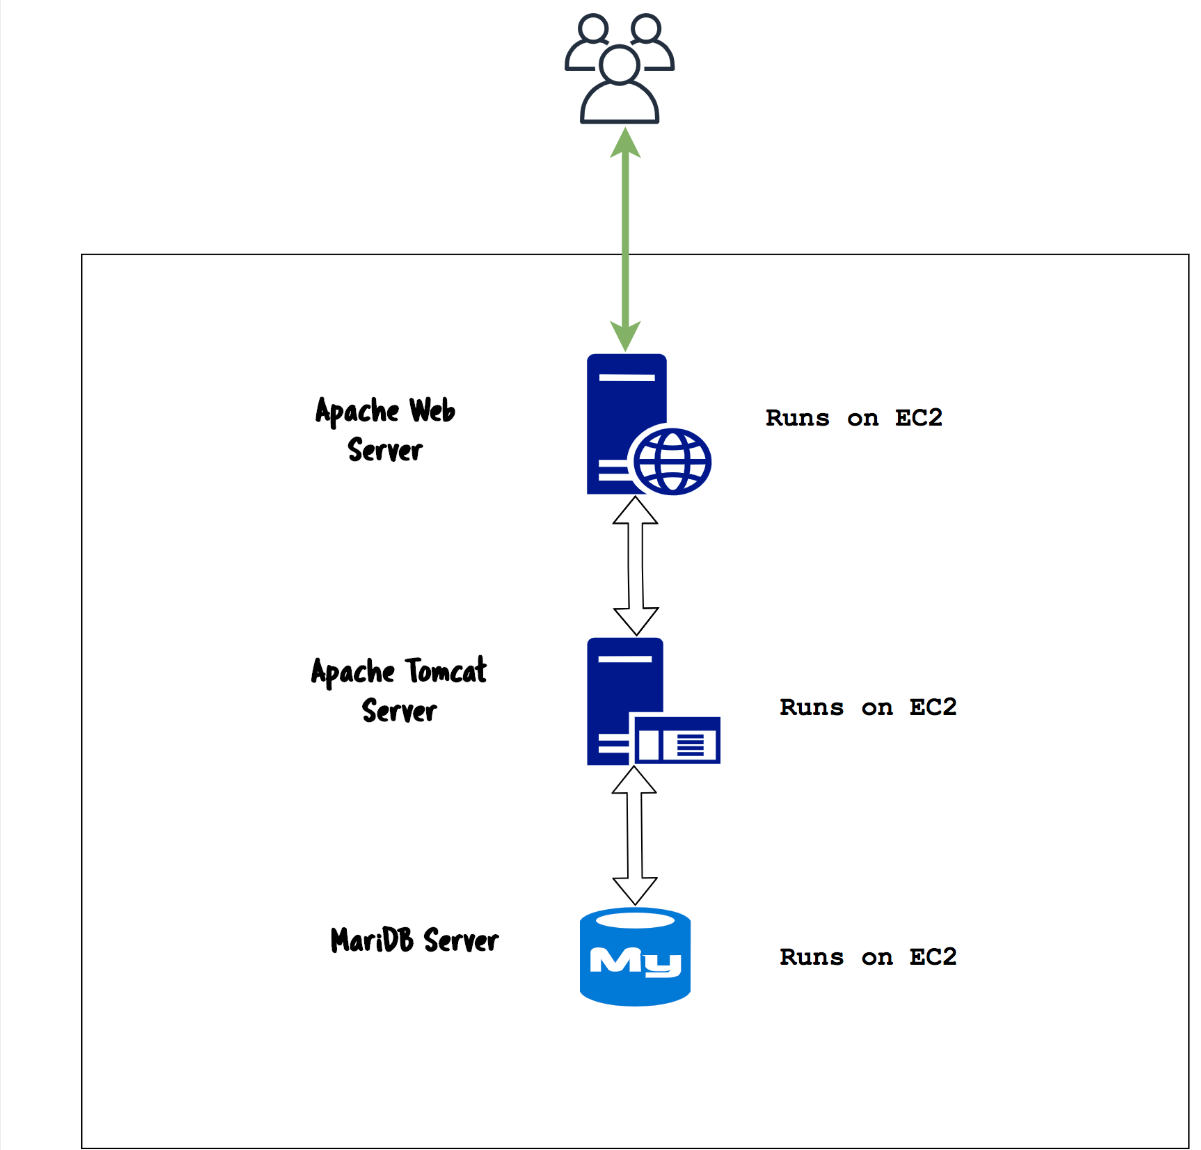 Apache Web
Server
Runs on EC2
Apache Tomcat
Server
Runs on EC2
MariDB Server
My
Runs on EC2